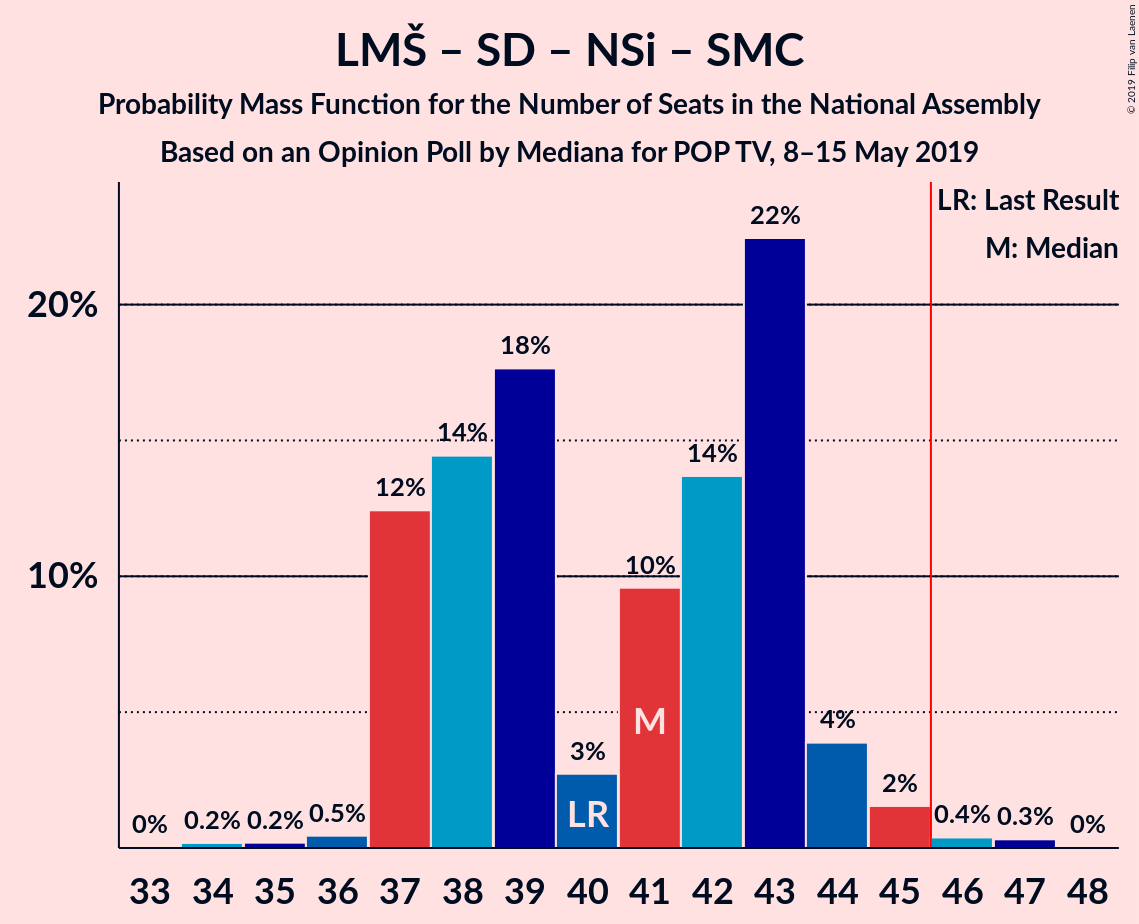 LMŠ – SD – NSi – SMC
Probability Mass Function for the Number of Seats in the National Assembly
Based on an Opinion Poll by Mediana for POP TV, 8–15 May 2019
© 2019 Filip van Laenen
LR: Last Result
M: Median
20%
10%
0%
0.2%
0.2%
0.5%
12%
14%
18%
3%
10%
14%
22%
4%
2%
0.4%
0.3%
0%
LR
M
33 34 35 36 37 38 39 40 41 42 43 44 45 46 47 48